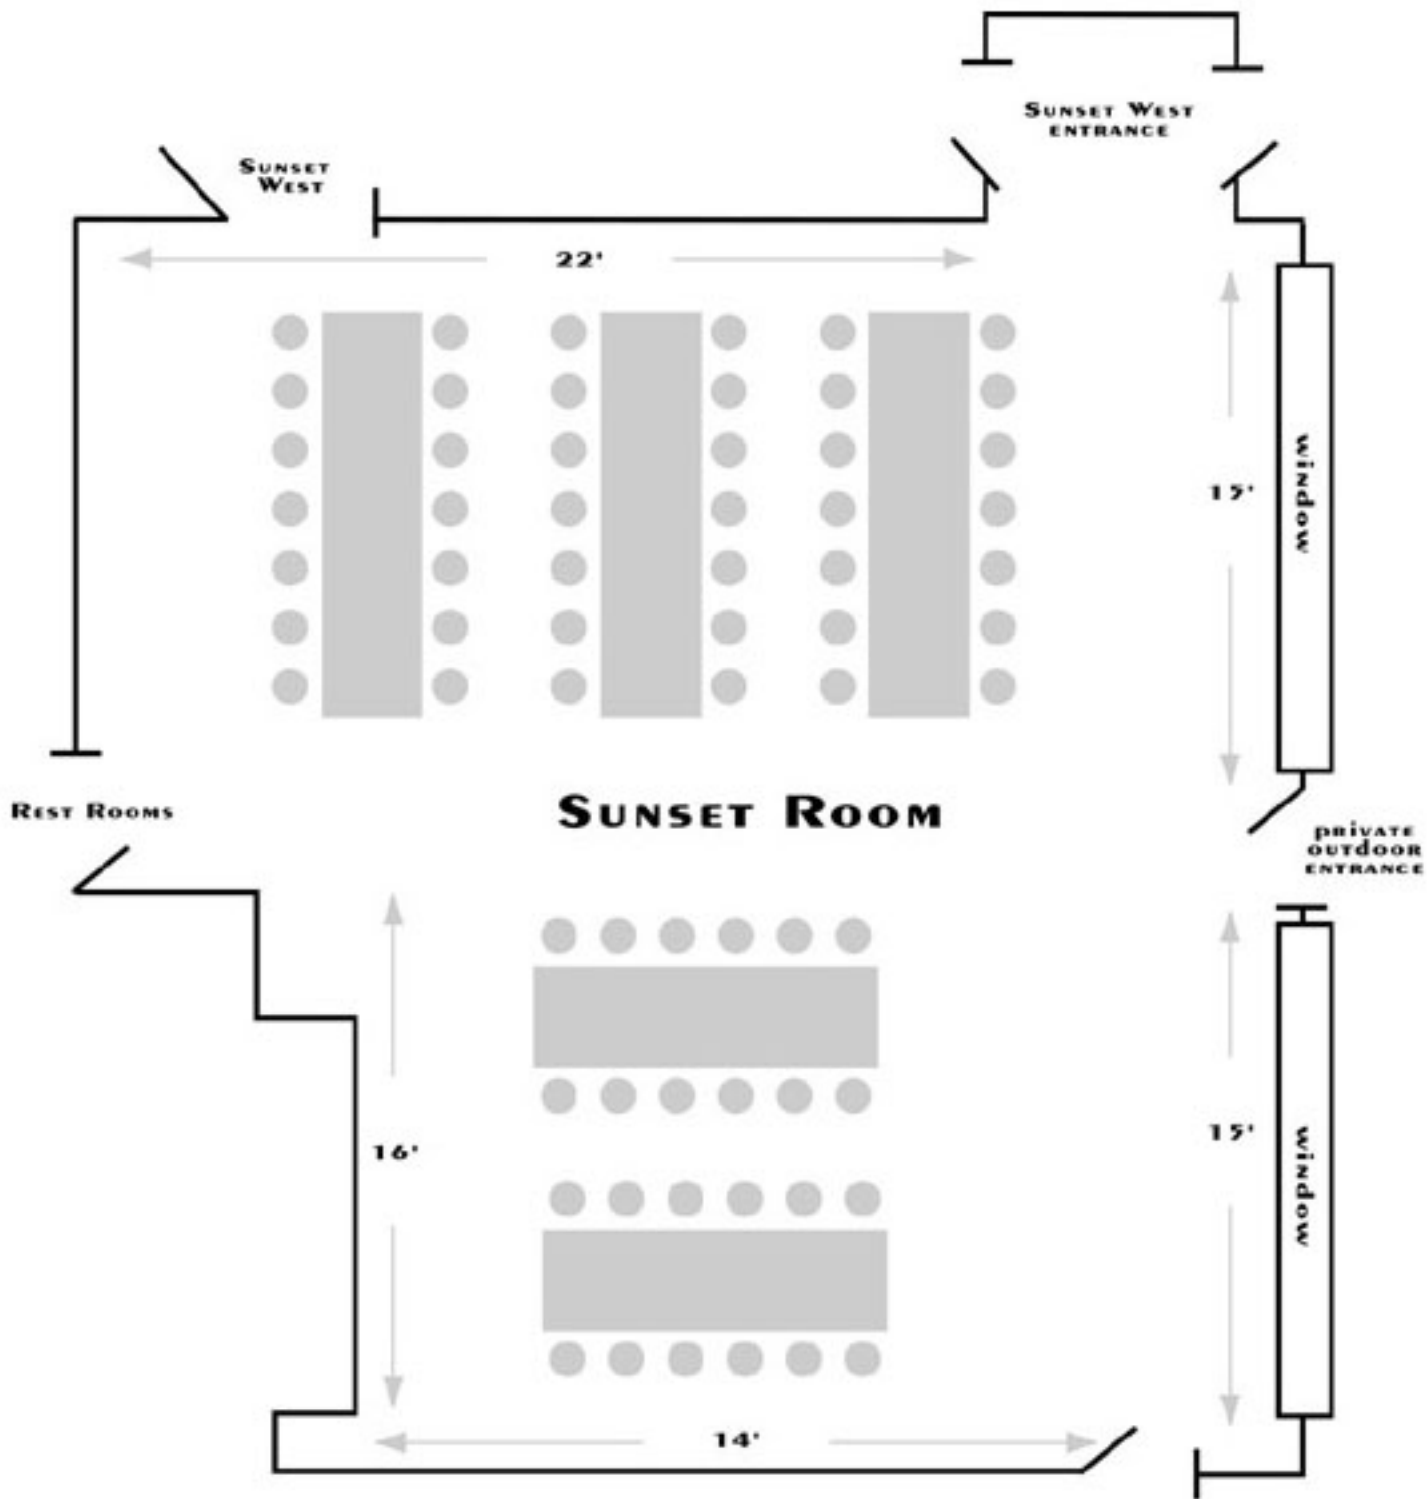 SUNSET WEST
ENTRANCE
SUNSET
WEST
22'
window
15'
REST ROOMS
SUNSET ROOM
pRiVATE
OUTdOOR
ENTRANCE
16'
15'
window
14'